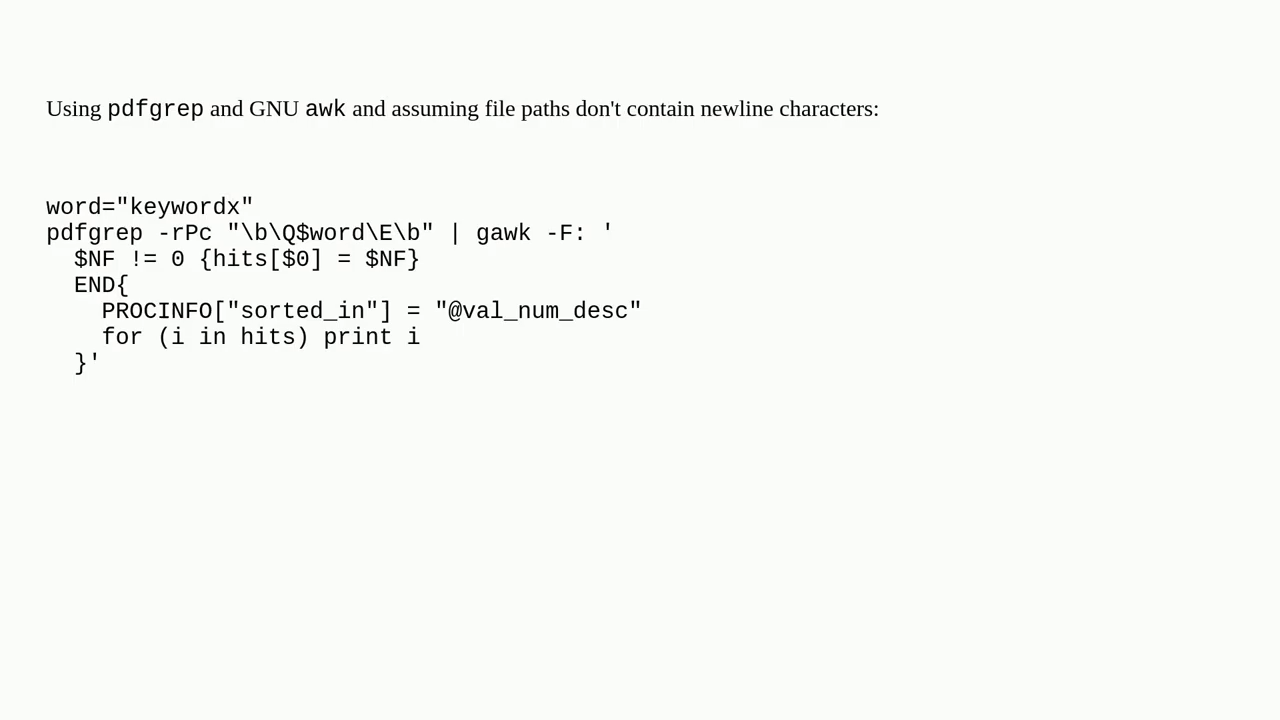 Using pdfgrep and GNU awk and assuming file paths don't contain newline characters:
word="keywordx"
pdfgrep -rPc "\b\Q$word\E\b" | gawk -F: '
  $NF != 0 {hits[$0] = $NF}
  END{
    PROCINFO["sorted_in"] = "@val_num_desc"
    for (i in hits) print i
  }'